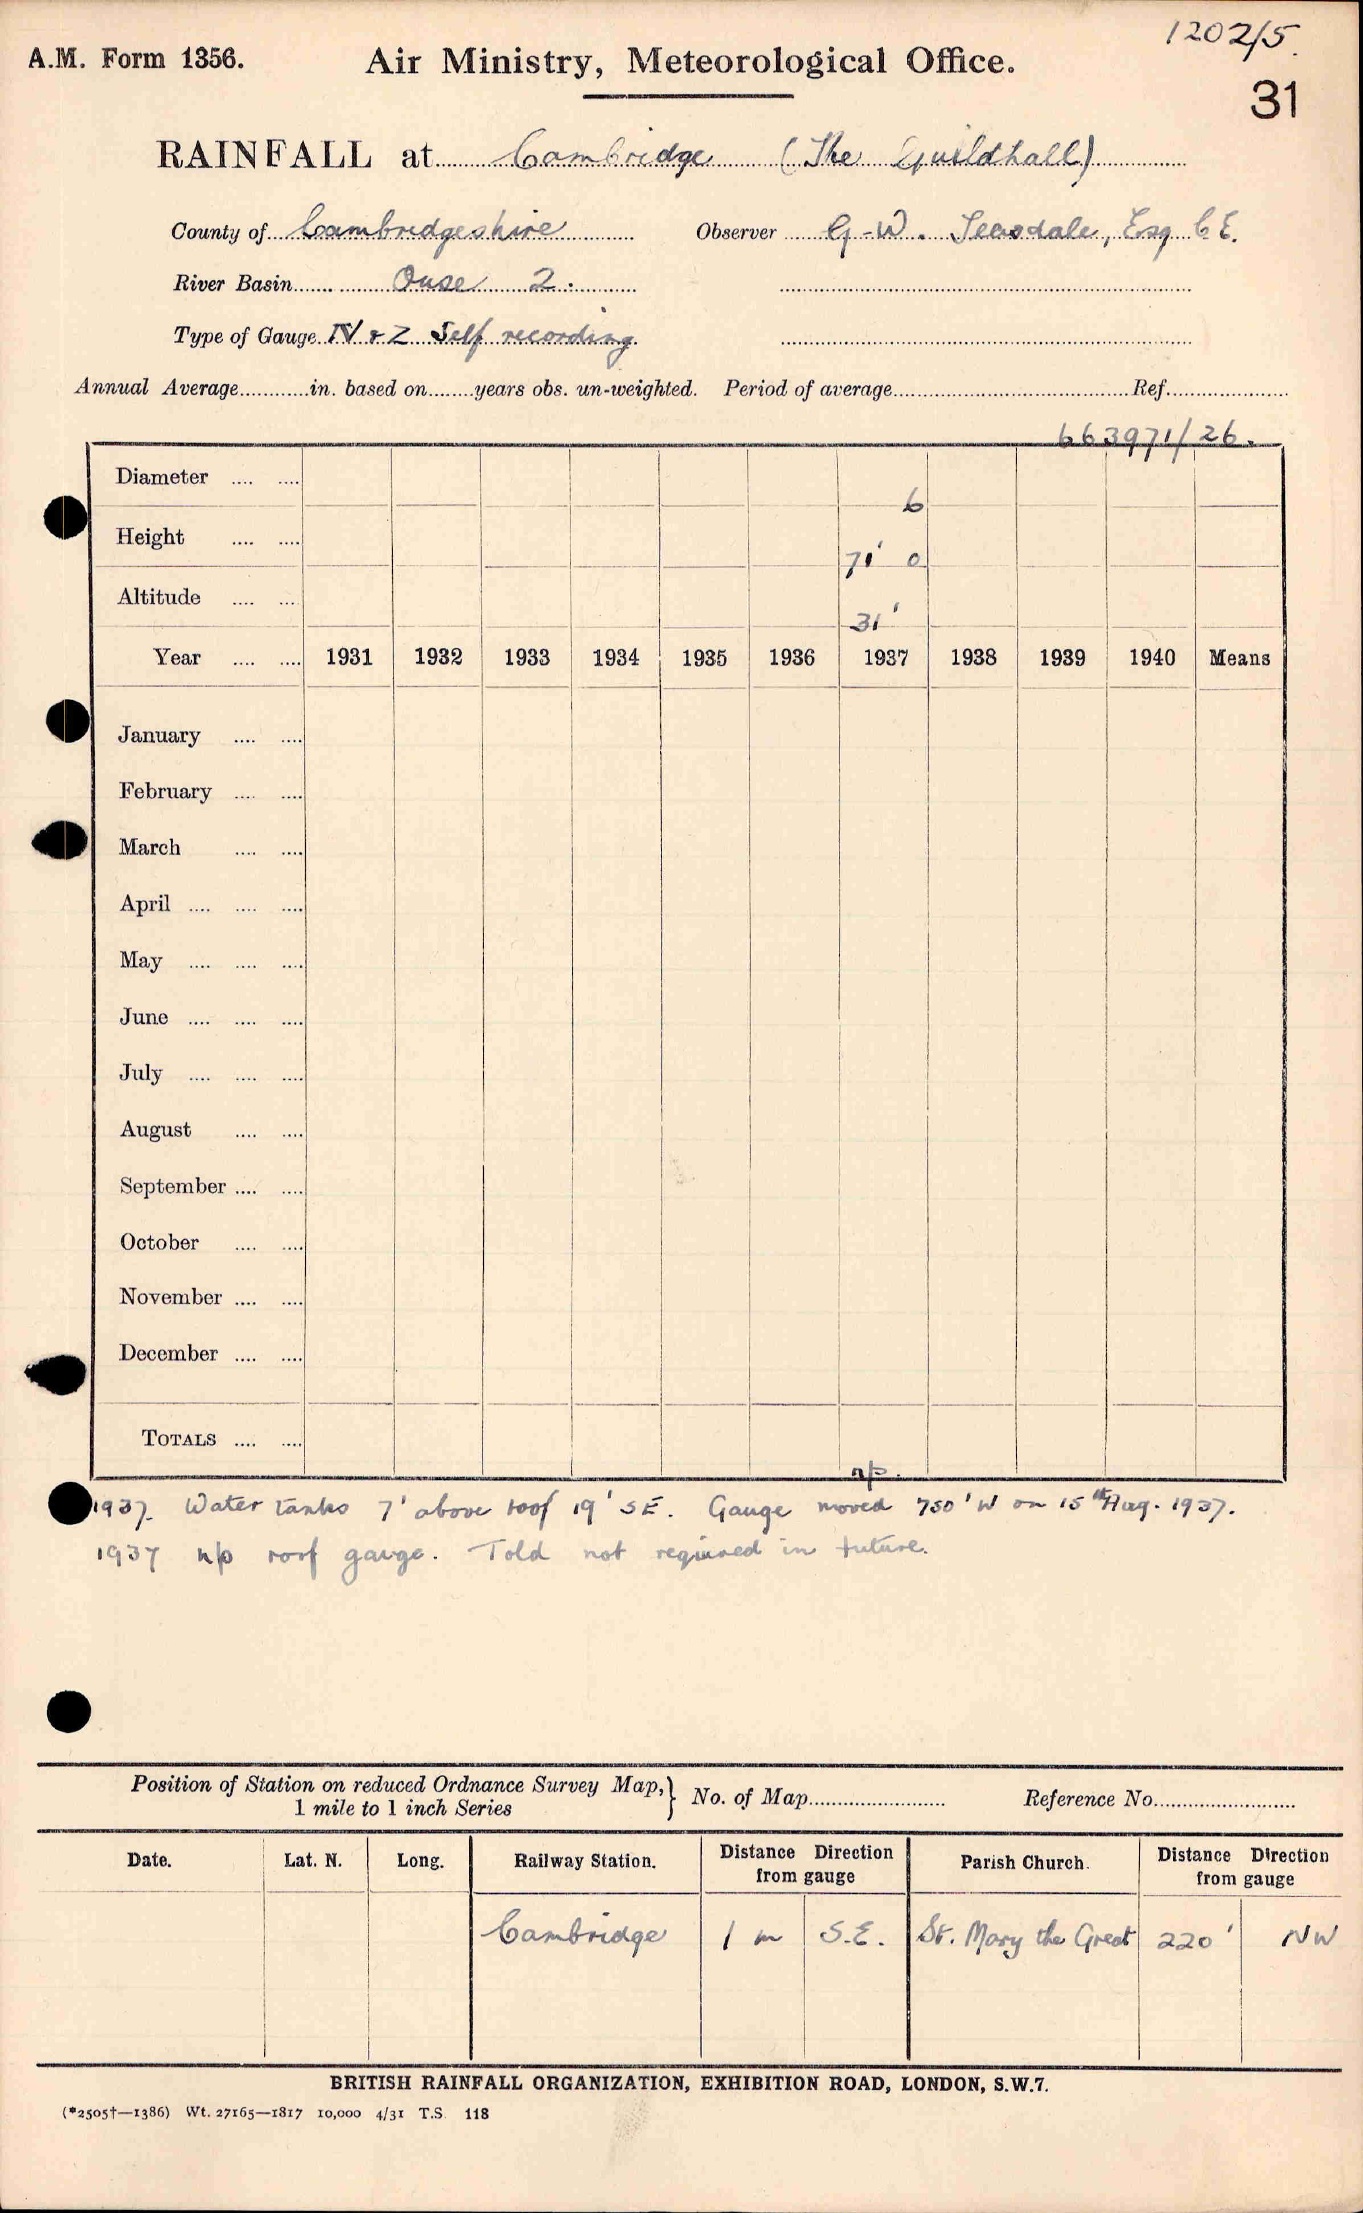 1202/5.
A.M. Form 1356. Air Ministry, Meteorological Office.
31
RAINFALL at Cambridge (The Guildhall)
County of Cambridgeshire Observer G. W. Teasdale, Esq C E.
River Basin Ouse 2.
Type of Gauge IV & Z Self recording
Annual Average in. based on years obs. un-weighted. Period of average Ref.
663971/26.
Diameter 6
Height 71' 0
Altitude 31'
Year 1931 1932 1933 1934 1935 1936 1937 1938 1939 1940 Means
January
February
March
April
May
June
July
August
September
October
November
December
TOTALS
n/p.
1937. Water tanks 7' above roof 19' SE. Gauge moved 750' W on 15th Aug. 1937.
1937 n/p roof gauge. Told not required in future.
Position of Station on reduced Ordnance Survey Map,} No. of Map Reference No.
1 mile to 1 inch Series
Date. Lat. N. Long. Railway Station. Distance Direction from gauge Parish Church. Distance Direction from gauge
Cambridge 1 m S.E. St. Mary the Great 220' NW
BRITISH RAINFALL ORGANIZATION, EXHIBITION ROAD, LONDON, S.W.7.
(*2505†—1386) Wt. 27165—1817 10,000 4/31 T.S. 118